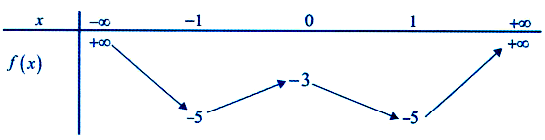 x -∞ -1 0 1 +∞
+∞ +∞
f(x) -3
-5 -5